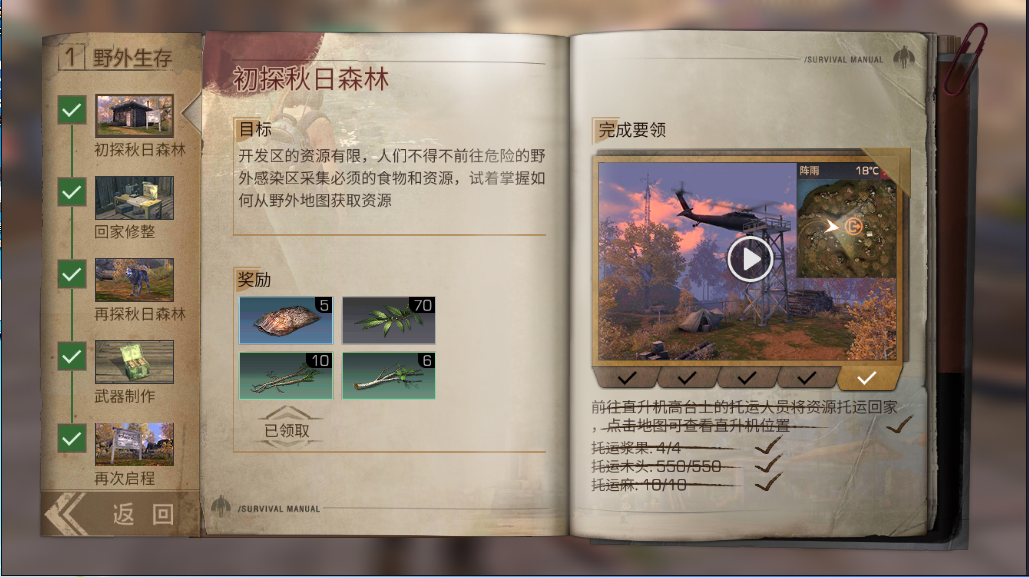 1 野外生存
初探秋日森林
回家修整
再探秋日森林
武器制作
再次启程
返 回
初探秋日森林
目标
开发区的资源有限，人们不得不前往危险的野
外感染区采集必须的食物和资源，试着掌握如
何从野外地图获取资源
奖励
5
70
10
6
已领取
/SURVIVAL MANUAL
/SURVIVAL MANUAL
完成要领
阵雨 18℃
前往直升机高台士的托运人员将资源托运回家
，点击地图可查看直升机位置
托运浆果: 4/4
托运木头: 550/550
托运麻: 10/10